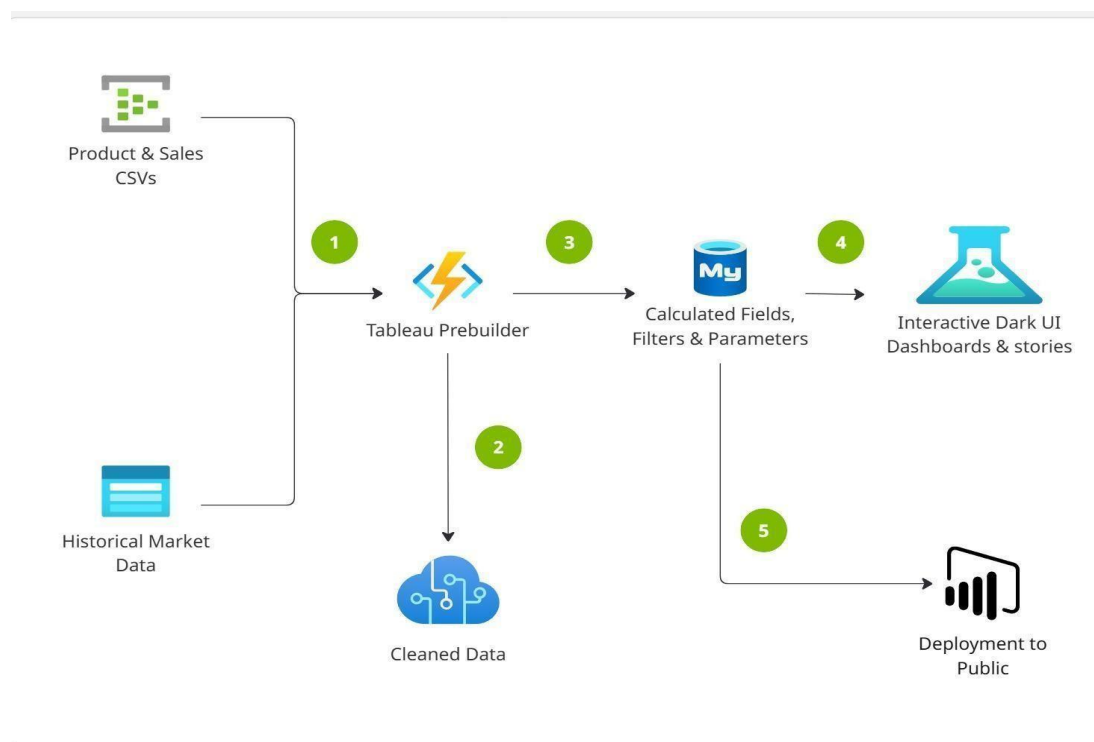 Product & Sales
CSVs
1
3
4
My
Tableau Prebuilder
Calculated Fields,
Filters & Parameters
Interactive Dark UI
Dashboards & stories
2
5
Historical Market
Data
Cleaned Data
Deployment to
Public